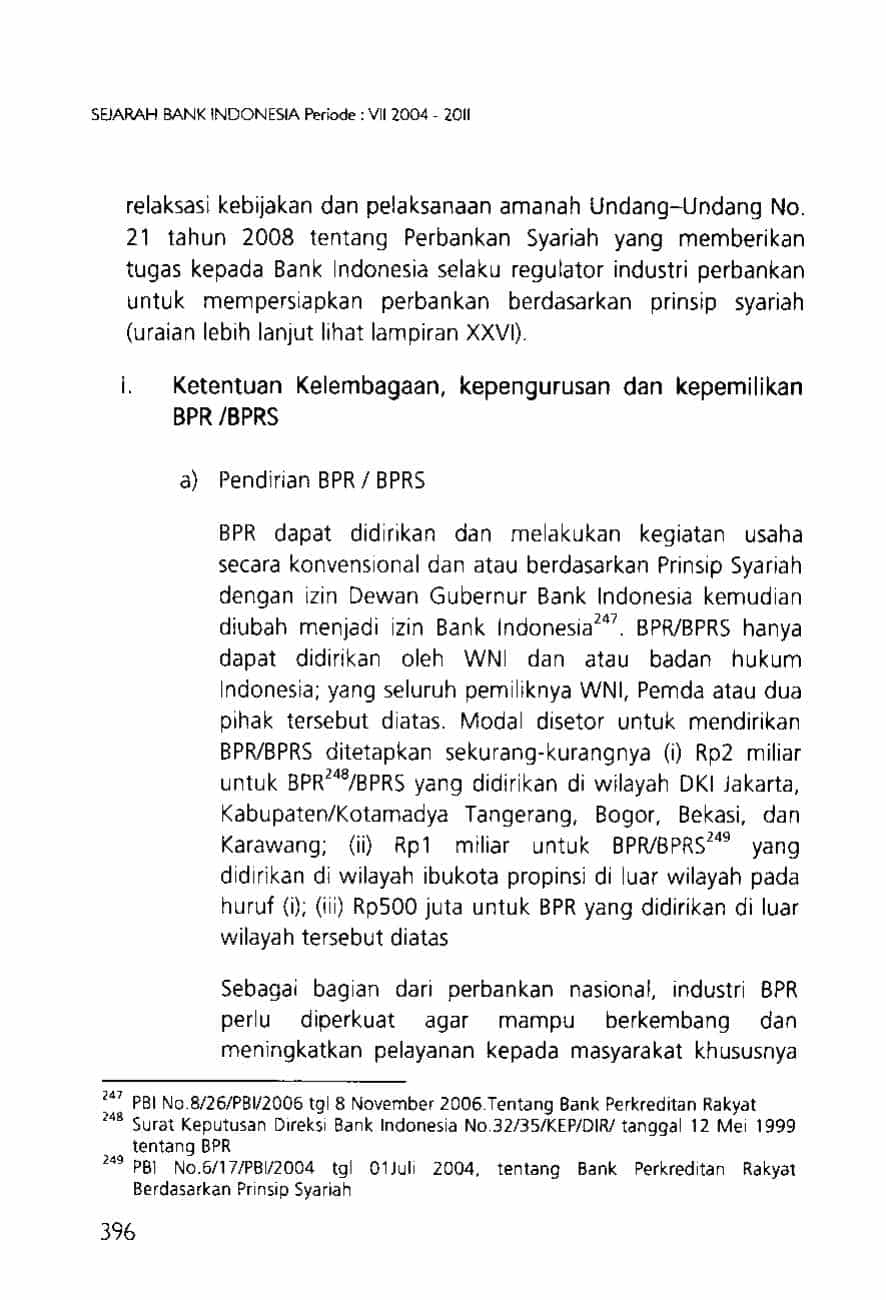 SEJARAH BANK INDONESIA Periode : VII 2004 - 2011
relaksasi kebijakan dan pelaksanaan amanah Undang–Undang No.
21 tahun 2008 tentang Perbankan Syariah yang memberikan
tugas kepada Bank Indonesia selaku regulator industri perbankan
untuk mempersiapkan perbankan berdasarkan prinsip syariah
(uraian lebih lanjut lihat lampiran XXVI).
i. Ketentuan Kelembagaan, kepengurusan dan kepemilikan
BPR /BPRS
a) Pendirian BPR / BPRS
BPR dapat didirikan dan melakukan kegiatan usaha
secara konvensional dan atau berdasarkan Prinsip Syariah
dengan izin Dewan Gubernur Bank Indonesia kemudian
diubah menjadi izin Bank Indonesia²⁴⁷. BPR/BPRS hanya
dapat didirikan oleh WNI dan atau badan hukum
Indonesia; yang seluruh pemiliknya WNI, Pemda atau dua
pihak tersebut diatas. Modal disetor untuk mendirikan
BPR/BPRS ditetapkan sekurang-kurangnya (i) Rp2 miliar
untuk BPR²⁴⁸/BPRS yang didirikan di wilayah DKI Jakarta,
Kabupaten/Kotamadya Tangerang, Bogor, Bekasi, dan
Karawang; (ii) Rp1 miliar untuk BPR/BPRS²⁴⁹ yang
didirikan di wilayah ibukota propinsi di luar wilayah pada
huruf (i); (iii) Rp500 juta untuk BPR yang didirikan di luar
wilayah tersebut diatas
Sebagai bagian dari perbankan nasional, industri BPR
perlu diperkuat agar mampu berkembang dan
meningkatkan pelayanan kepada masyarakat khususnya
²⁴⁷ PBI No.8/26/PBI/2006 tgl 8 November 2006.Tentang Bank Perkreditan Rakyat
²⁴⁸ Surat Keputusan Direksi Bank Indonesia No.32/35/KEP/DIR/ tanggal 12 Mei 1999
tentang BPR
²⁴⁹ PBI No.6/17/PBI/2004 tgl 01Juli 2004, tentang Bank Perkreditan Rakyat
Berdasarkan Prinsip Syariah
396